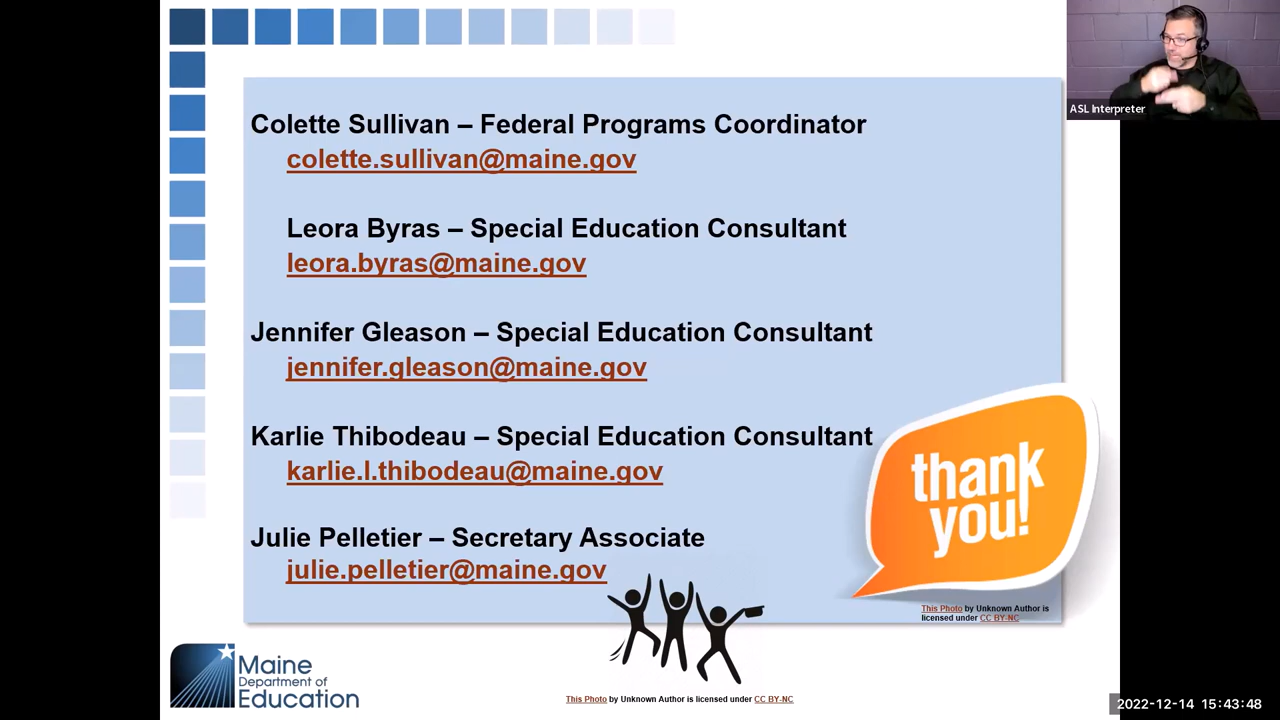 ASL Interpreter
Colette Sullivan – Federal Programs Coordinator
colette.sullivan@maine.gov
Leora Byras – Special Education Consultant
leora.byras@maine.gov
Jennifer Gleason – Special Education Consultant
jennifer.gleason@maine.gov
Karlie Thibodeau – Special Education Consultant
karlie.l.thibodeau@maine.gov
Julie Pelletier – Secretary Associate
julie.pelletier@maine.gov
thank
you!
This Photo by Unknown Author is
licensed under CC BY-NC
Maine
Department of
Education
This Photo by Unknown Author is licensed under CC BY-NC
2022-12-14 15:43:48